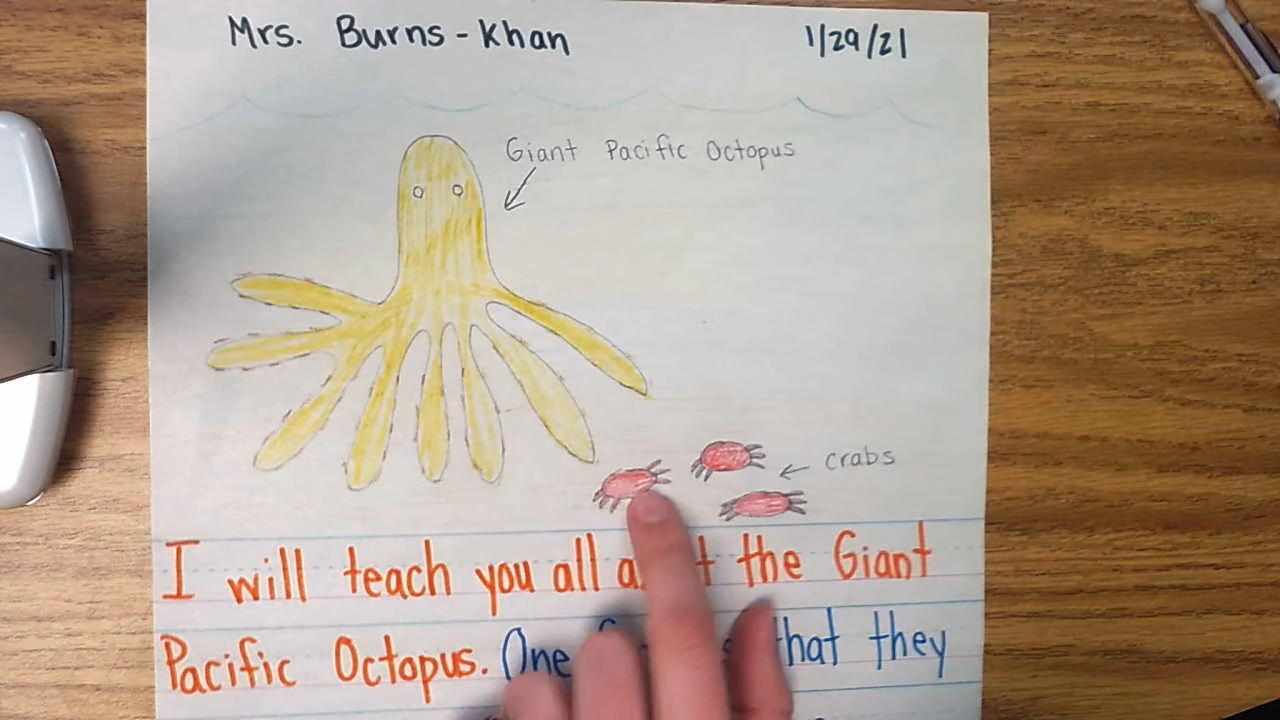 Mrs. Burns-Khan 1/29/21
Giant Pacific Octopus
crabs
I will teach you all the Giant
Pacific Octopus. One that they